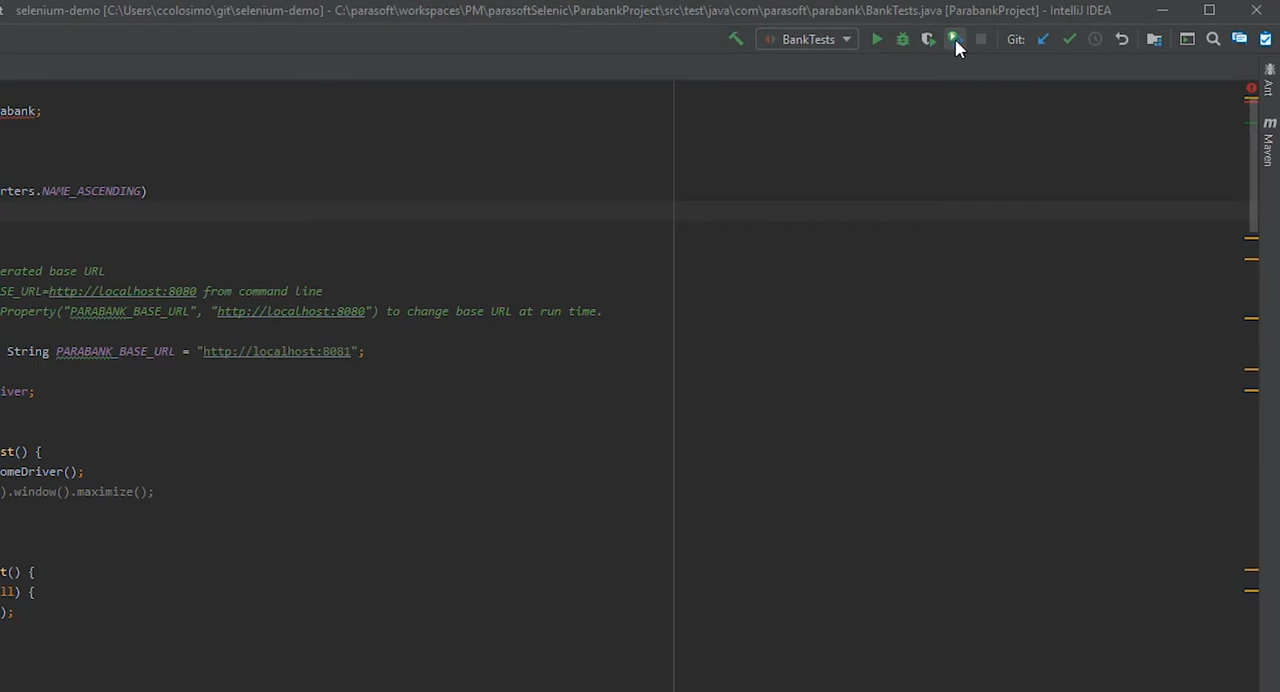 selenium-demo [C:\Users\ccolosimo\git\selenium-demo] - C:\parasoft\workspaces\PM\parasoftSelenic\ParabankProject\src\test\java\com\parasoft\parabank\BankTests.java [ParabankProject] - IntelliJ IDEA
BankTests
Git:
Ant
abank;
m
Maven
rters.NAME_ASCENDING)
erated base URL
SE_URL=http://localhost:8080 from command line
Property("PARABANK_BASE_URL", "http://localhost:8080") to change base URL at run time.
String PARABANK_BASE_URL = "http://localhost:8081";
iver;
st() {
omeDriver();
).window().maximize();
t() {
ll) {
);